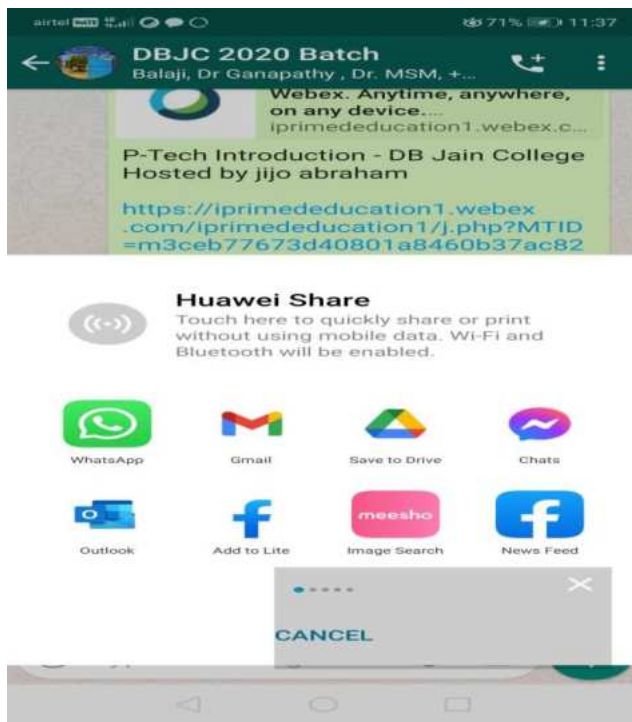 airtel
71% 11:37
DBJC 2020 Batch
Balaji, Dr Ganapathy , Dr. MSM, +...
Webex. Anytime, anywhere,
on any device....
iprimededucation1.webex.c...
P-Tech Introduction - DB Jain College
Hosted by jijo abraham
https://iprimededucation1.webex
.com/iprimededucation1/j.php?MTID
=m3ceb77673d40801a8460b37ac82
Huawei Share
Touch here to quickly share or print
without using mobile data. Wi-Fi and
Bluetooth will be enabled.
WhatsApp Gmail Save to Drive Chats
meesho
Outlook Add to Lite Image Search News Feed
CANCEL